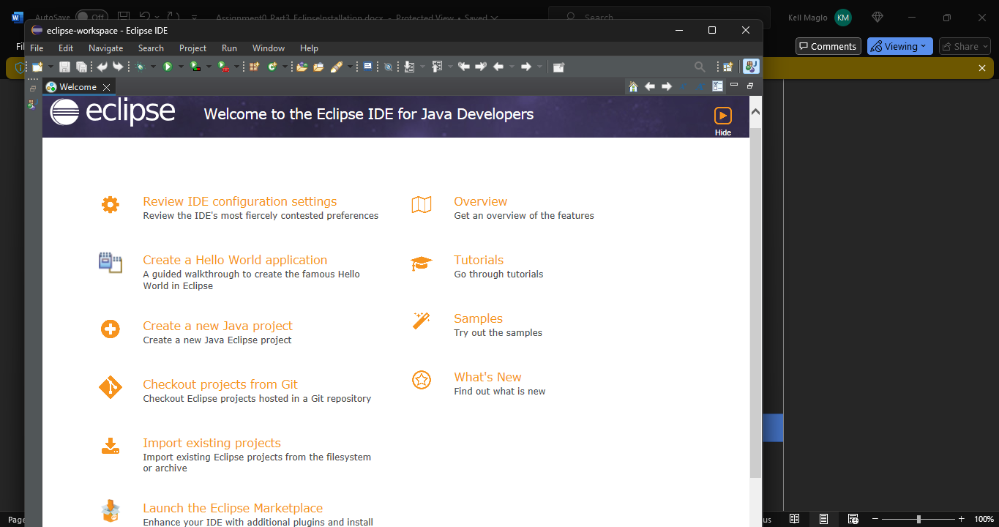 AutoSave Off Assignment0_Part3_EclipseInstallation.docx - Protected View • Saved Search Kell Maglo KM
eclipse-workspace - Eclipse IDE
File Edit Navigate Search Project Run Window Help
Comments Viewing Share
Welcome
eclipse Welcome to the Eclipse IDE for Java Developers
Hide
Review IDE configuration settings
Review the IDE's most fiercely contested preferences
Create a Hello World application
A guided walkthrough to create the famous Hello
World in Eclipse
Create a new Java project
Create a new Java Eclipse project
Checkout projects from Git
Checkout Eclipse projects hosted in a Git repository
Import existing projects
Import existing Eclipse projects from the filesystem
or archive
Launch the Eclipse Marketplace
Enhance your IDE with additional plugins and install
Overview
Get an overview of the features
Tutorials
Go through tutorials
Samples
Try out the samples
What's New
Find out what is new
Page
us
100%